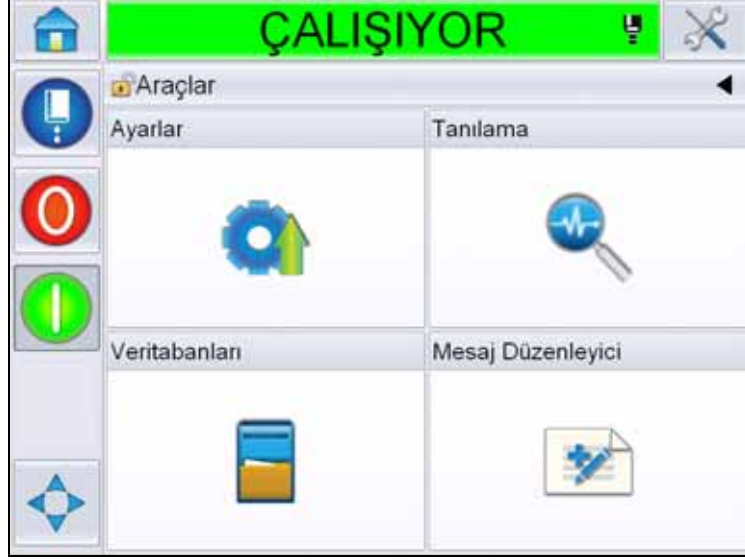 ÇALIŞIYOR
Araçlar
Ayarlar
Tanılama
Veritabanları
Mesaj Düzenleyici